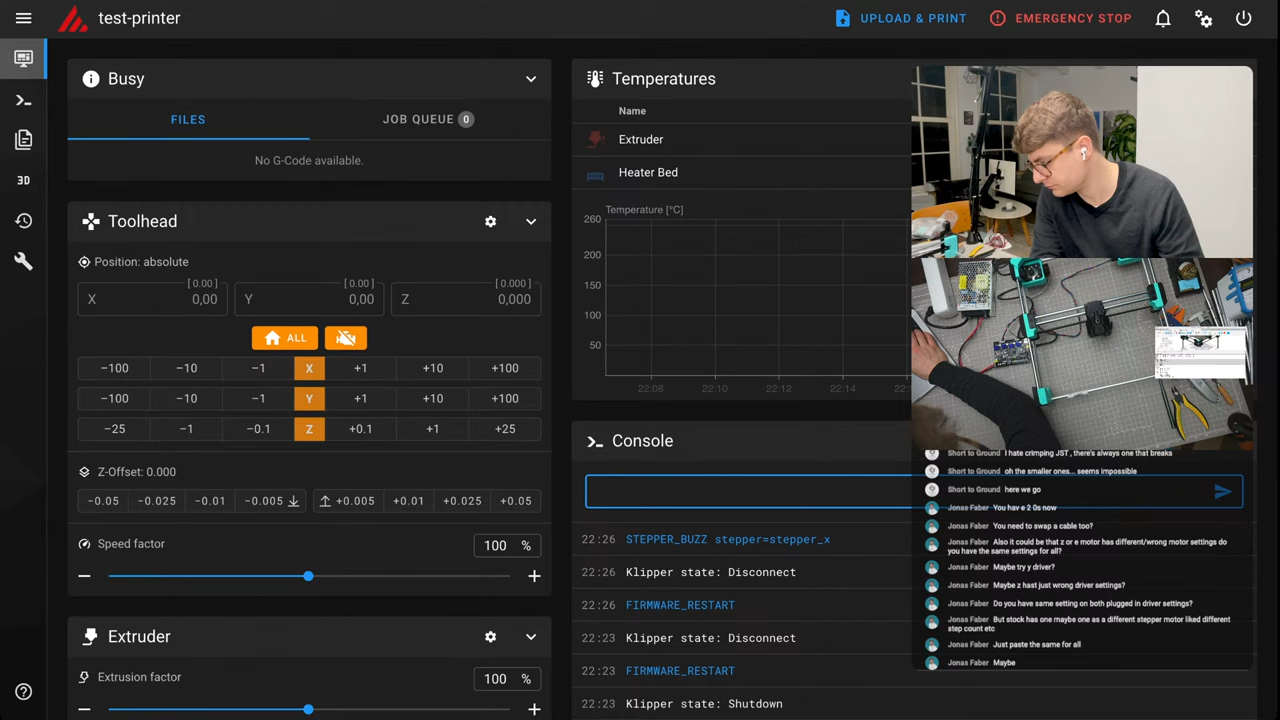 test-printer
UPLOAD & PRINT
EMERGENCY STOP
Busy
FILES
JOB QUEUE 0
No G-Code available.
Toolhead
Position: absolute
[ 0.00 ]
[ 0.00 ]
[ 0.000 ]
X 0,00
Y 0,00
Z 0,000
ALL
−100 −10 −1 X +1 +10 +100
−100 −10 −1 Y +1 +10 +100
−25 −1 −0.1 Z +0.1 +1 +25
Z-Offset: 0.000
−0.05 −0.025 −0.01 −0.005 +0.005 +0.01 +0.025 +0.05
Speed factor
100 %
Extruder
Extrusion factor
100 %
3D
Temperatures
Name
Extruder
Heater Bed
Temperature [°C]
260
200
150
100
50
22:08 22:10 22:12 22:14
Console
22:26 STEPPER_BUZZ stepper=stepper_x
22:26 Klipper state: Disconnect
22:26 FIRMWARE_RESTART
22:23 Klipper state: Disconnect
22:23 FIRMWARE_RESTART
22:23 Klipper state: Shutdown
Short to Ground I hate crimping JST , there's always one that breaks
Short to Ground oh the smaller ones... seems impossible
Short to Ground here we go
Jonas Faber You hav e 2 0s now
Jonas Faber You need to swap a cable too?
Jonas Faber Also it could be that z or e motor has different/wrong motor settings do
you have the same settings for all?
Jonas Faber Maybe try y driver?
Jonas Faber Maybe z hast just wrong driver settings?
Jonas Faber Do you have same setting on both plugged in driver settings?
Jonas Faber But stock has one maybe one as a different stepper motor liked different
step count etc
Jonas Faber Just paste the same for all
Jonas Faber Maybe